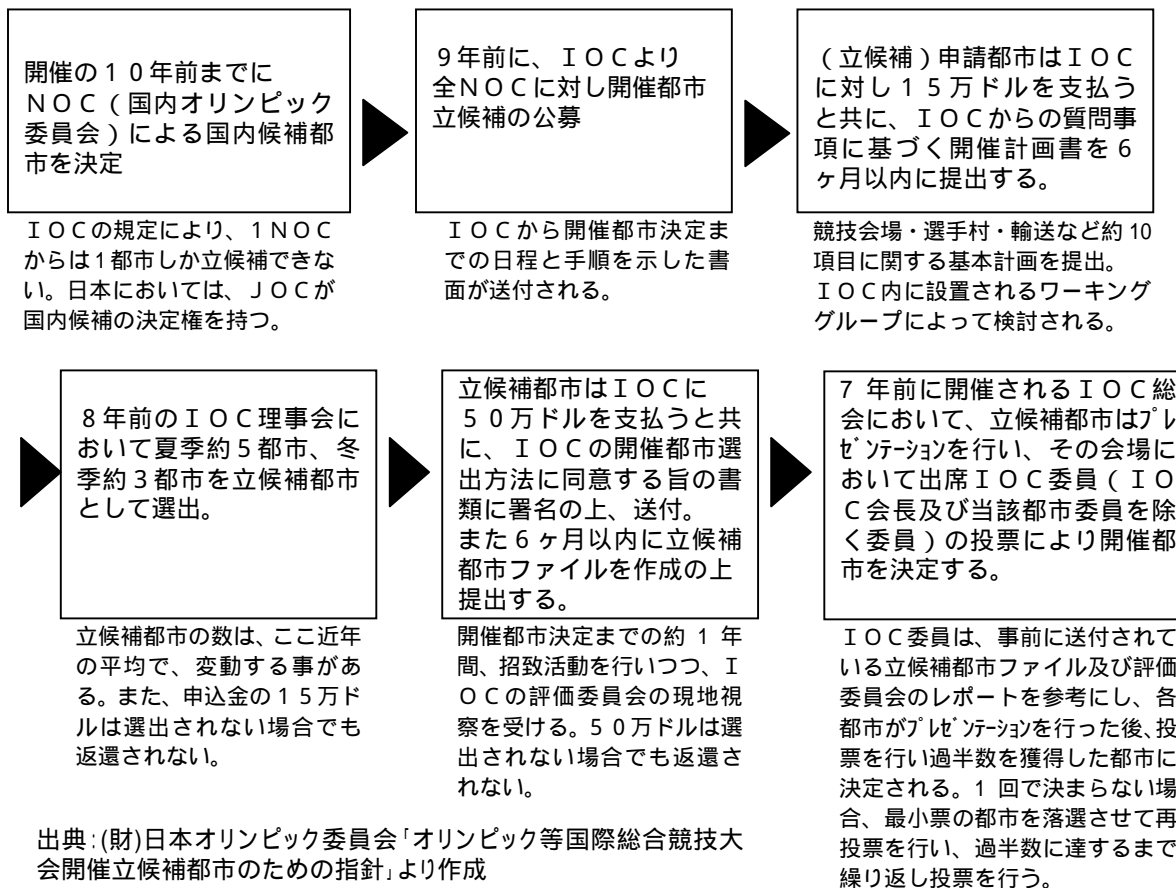 開催の１０年前までに
ＮＯＣ（国内オリンピック
委員会）による国内候補都
市を決定
ＩＯＣの規定により、１ＮＯＣ
からは１都市しか立候補できな
い。日本においては、ＪＯＣが
国内候補の決定権を持つ。
９年前に、ＩＯＣより
全ＮＯＣに対し開催都市
立候補の公募
ＩＯＣから開催都市決定ま
での日程と手順を示した書
面が送付される。
（立候補）申請都市はＩＯＣ
に対し１５万ドルを支払う
と共に、ＩＯＣからの質問事
項に基づく開催計画書を６
ヶ月以内に提出する。
競技会場・選手村・輸送など約 10
項目に関する基本計画を提出。
ＩＯＣ内に設置されるワーキング
グループによって検討される。
８年前のＩＯＣ理事会に
おいて夏季約５都市、冬
季約３都市を立候補都市
として選出。
立候補都市の数は、ここ近年
の平均で、変動する事があ
る。また、申込金の１５万ド
ルは選出されない場合でも
返還されない。
立候補都市はＩＯＣに
５０万ドルを支払うと共
に、ＩＯＣの開催都市選
出方法に同意する旨の書
類に署名の上、送付。
また６ヶ月以内に立候補
都市ファイルを作成の上
提出する。
開催都市決定までの約 1 年
間、招致活動を行いつつ、Ｉ
ＯＣの評価委員会の現地視
察を受ける。５０万ドルは選
出されない場合でも返還さ
れない。
7 年前に開催されるＩＯＣ総
会において、立候補都市はﾌﾟﾚ
ｾﾞﾝﾃｰｼｮﾝを行い、その会場に
おいて出席ＩＯＣ委員（ＩＯ
Ｃ会長及び当該都市委員を除
く委員）の投票により開催都
市を決定する。
ＩＯＣ委員は、事前に送付されて
いる立候補都市ファイル及び評価
委員会のレポートを参考にし、各
都市がﾌﾟﾚｾﾞﾝﾃｰｼｮﾝを行った後、投
票を行い過半数を獲得した都市に
決定される。1 回で決まらない場
合、最小票の都市を落選させて再
投票を行い、過半数に達するまで
繰り返し投票を行う。
出典：(財)日本オリンピック委員会「オリンピック等国際総合競技大
会開催立候補都市のための指針」より作成